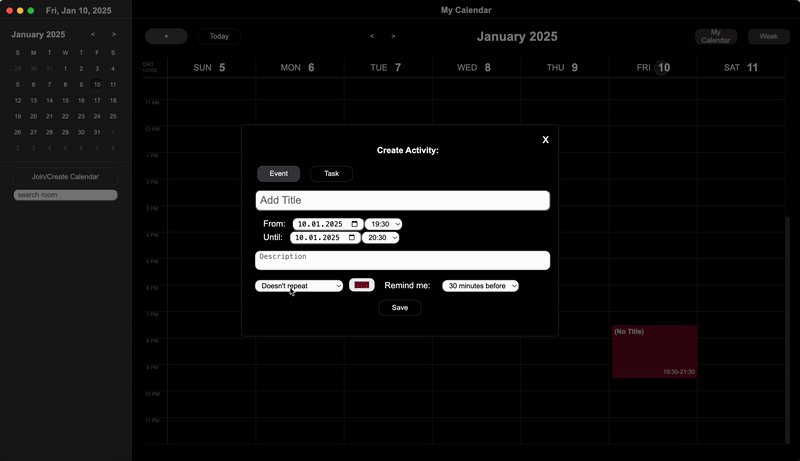 Fri, Jan 10, 2025
My Calendar
January 2025 < >
S M T W T F S
29 30 31 1 2 3 4
5 6 7 8 9 10 11
12 13 14 15 16 17 18
19 20 21 22 23 24 25
26 27 28 29 30 31 1
2 3 4 5 6 7 8
Join/Create Calendar
search room
+ Today < > January 2025 My Calendar Week
SUN 5 MON 6 TUE 7 WED 8 THU 9 FRI 10 SAT 11
11 AM
12 PM
1 PM
2 PM
3 PM
4 PM
5 PM
6 PM
7 PM
8 PM
9 PM
10 PM
11 PM
X
Create Activity:
Event Task
Add Title
From: 10.01.2025 19:30
Until: 10.01.2025 20:30
Description
Doesn't repeat Remind me: 30 minutes before
Save
(No Title)
19:30-21:30